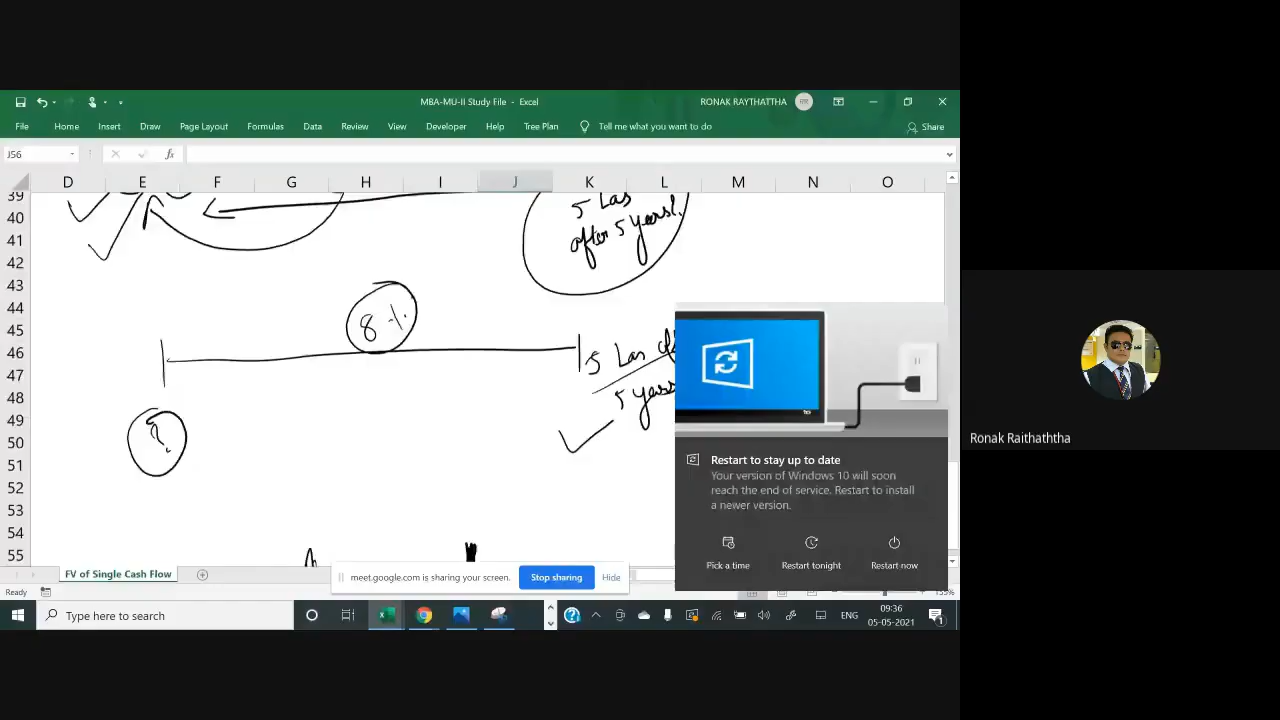 MBA-MU-II Study File - Excel
RONAK RAYTHATTHA
RR
File Home Insert Draw Page Layout Formulas Data Review View Developer Help Tree Plan Tell me what you want to do
Share
J56
fx
D E F G H I J K L M N O
39
40
41
42
43
44
45
46
47
48
49
50
51
52
53
54
55
5 Las
after 5 years?
8 %
5 Las
5 years
?
Restart to stay up to date
Your version of Windows 10 will soon
reach the end of service. Restart to install
a newer version.
Pick a time
Restart tonight
Restart now
Ronak Raithaththa
FV of Single Cash Flow
meet.google.com is sharing your screen.
Stop sharing
Hide
Ready
Type here to search
ENG
09:36
05-05-2021